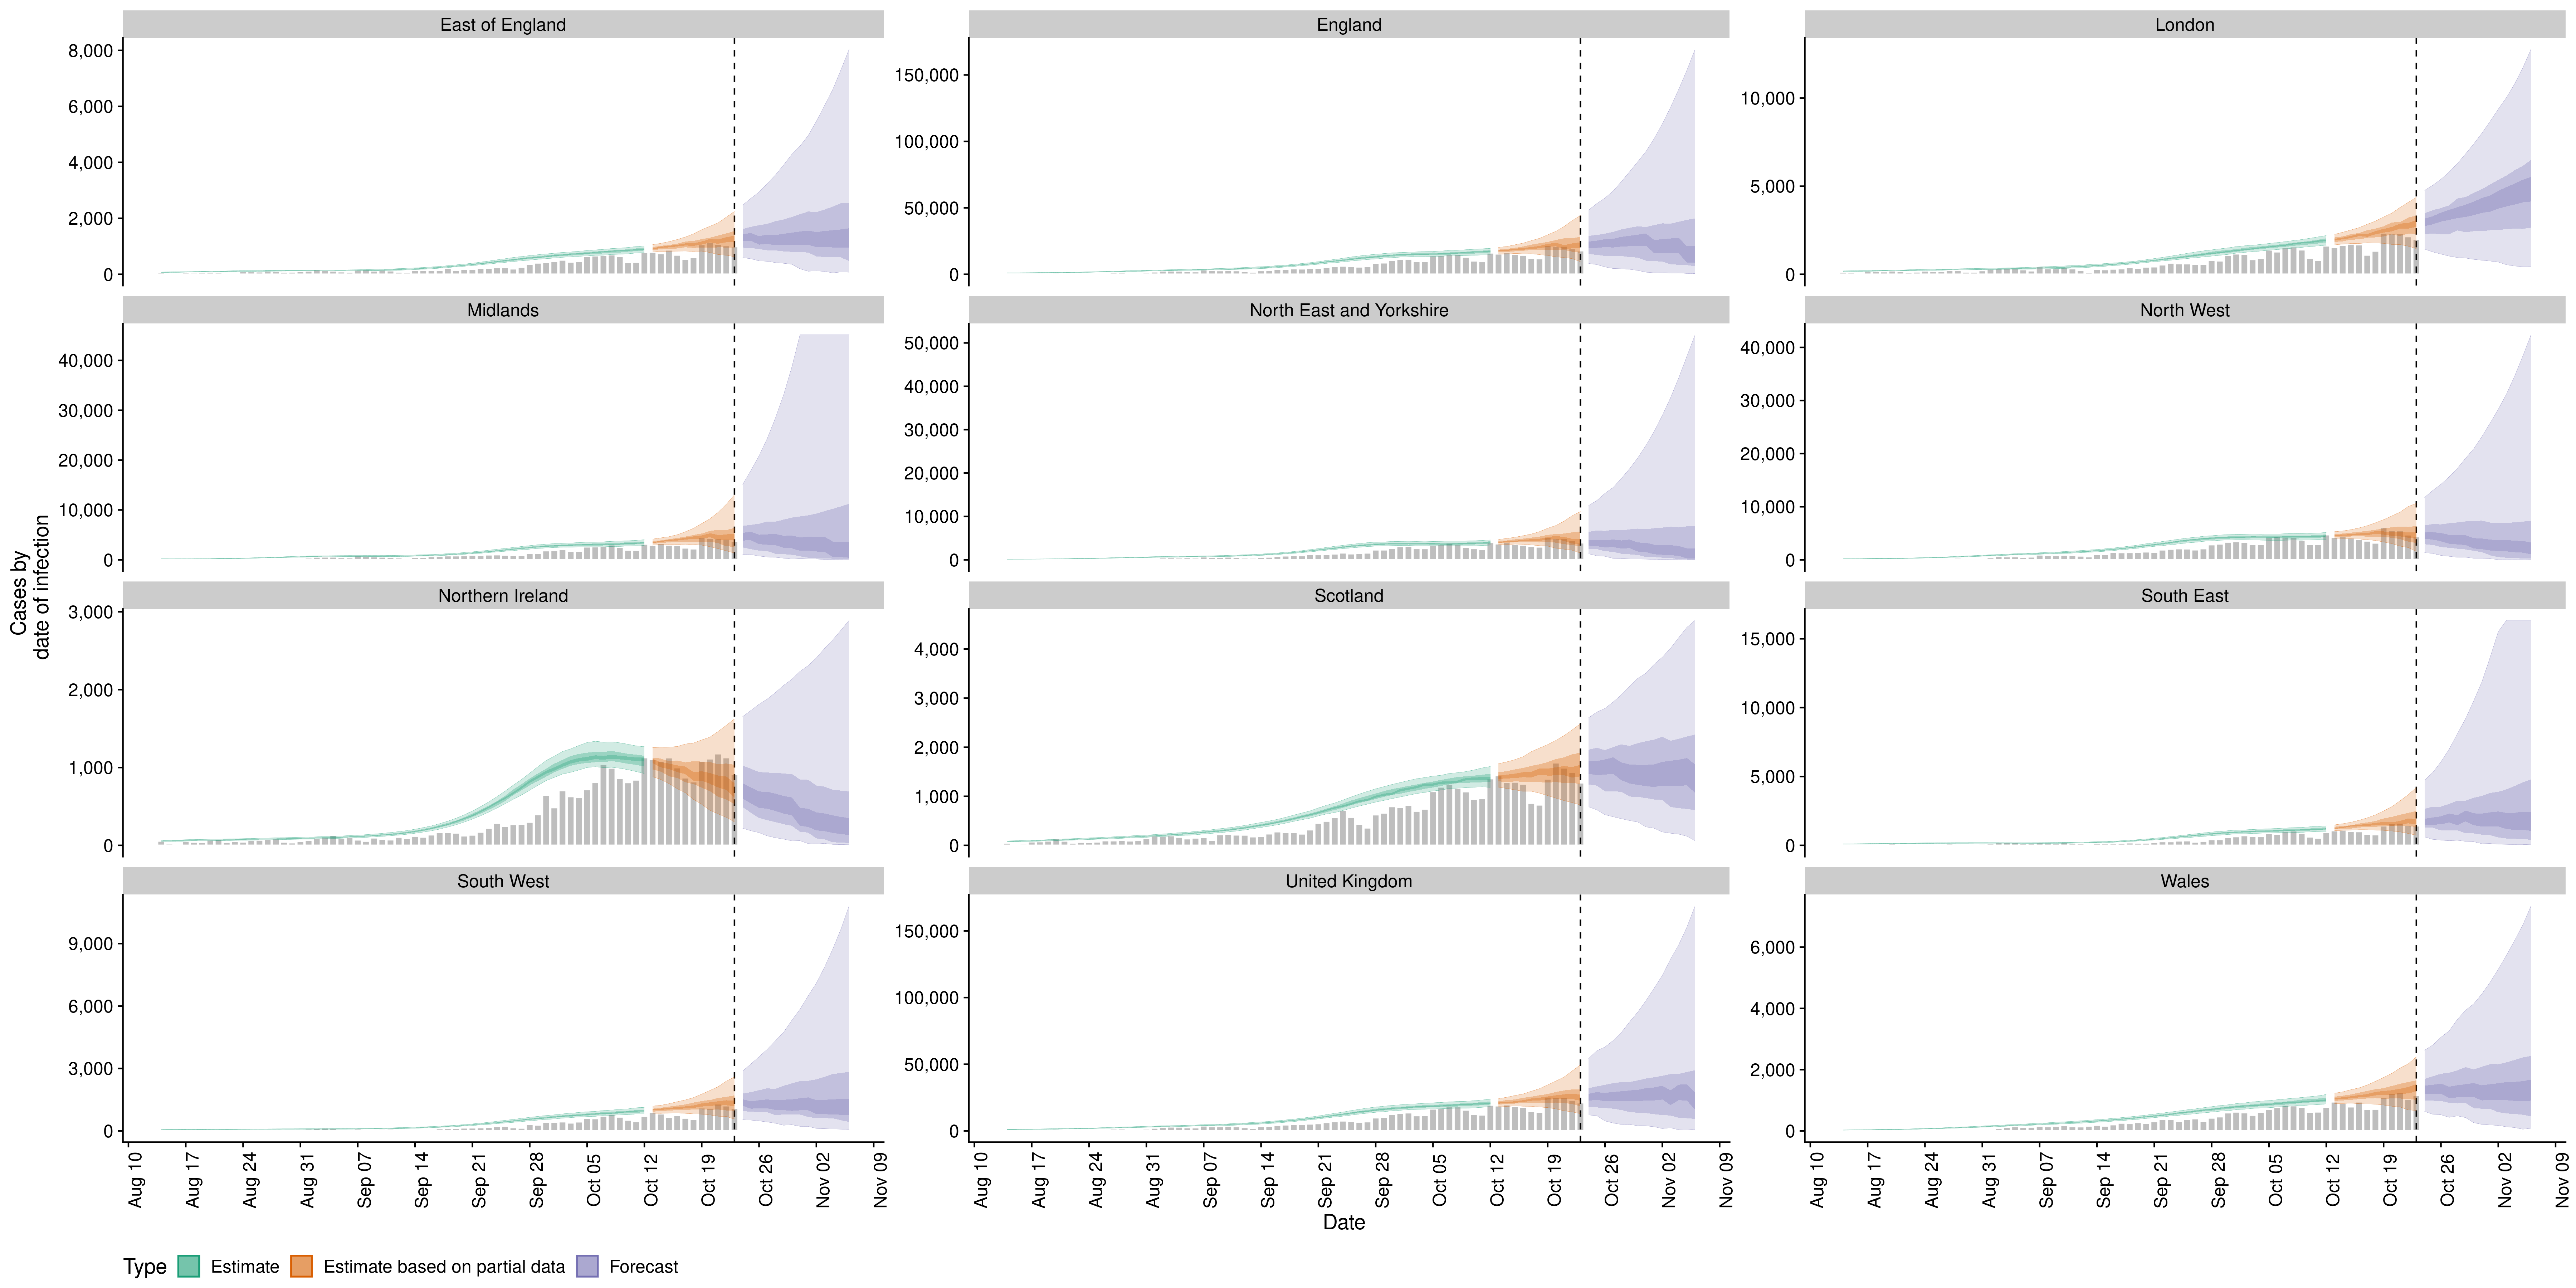 East of England
England
London
8,000
6,000
4,000
2,000
0
150,000
100,000
50,000
0
10,000
5,000
0
Midlands
North East and Yorkshire
North West
40,000
30,000
20,000
10,000
0
50,000
40,000
30,000
20,000
10,000
0
40,000
30,000
20,000
10,000
0
Cases by
date of infection
Northern Ireland
Scotland
South East
3,000
2,000
1,000
0
4,000
3,000
2,000
1,000
0
15,000
10,000
5,000
0
South West
United Kingdom
Wales
9,000
6,000
3,000
0
150,000
100,000
50,000
0
6,000
4,000
2,000
0
Aug 10
Aug 17
Aug 24
Aug 31
Sep 07
Sep 14
Sep 21
Sep 28
Oct 05
Oct 12
Oct 19
Oct 26
Nov 02
Nov 09
Aug 10
Aug 17
Aug 24
Aug 31
Sep 07
Sep 14
Sep 21
Sep 28
Oct 05
Oct 12
Oct 19
Oct 26
Nov 02
Nov 09
Aug 10
Aug 17
Aug 24
Aug 31
Sep 07
Sep 14
Sep 21
Sep 28
Oct 05
Oct 12
Oct 19
Oct 26
Nov 02
Nov 09
Date
Type
Estimate
Estimate based on partial data
Forecast